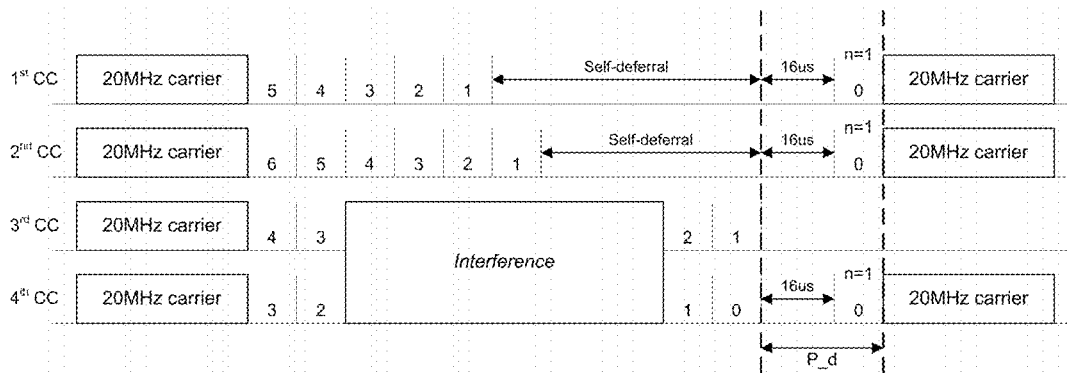 1st CC 20MHz carrier 5 4 3 2 1 Self-deferral 16us n=1 0 20MHz carrier
2nd CC 20MHz carrier 6 5 4 3 2 1 Self-deferral 16us n=1 0 20MHz carrier
3rd CC 20MHz carrier 4 3 Interference 2 1
4th CC 20MHz carrier 3 2 1 0 16us n=1 0 20MHz carrier
P_d